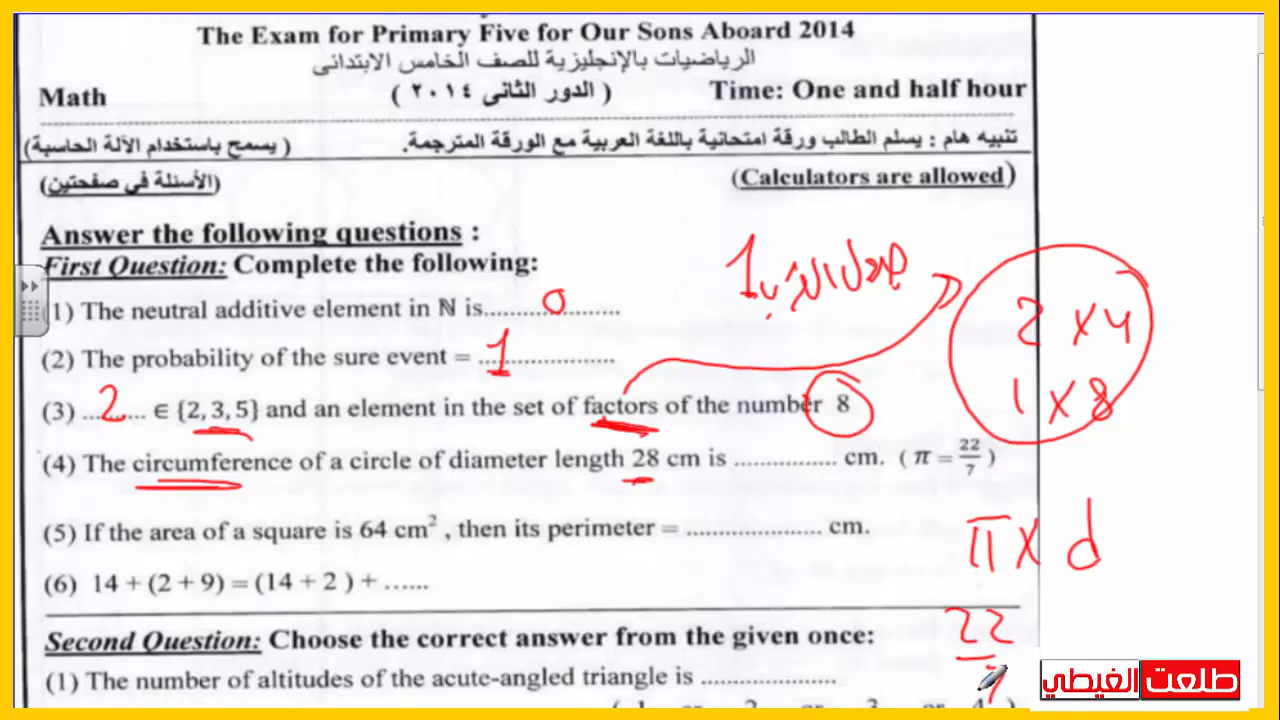 The Exam for Primary Five for Our Sons Aboard 2014
الرياضيات بالإنجليزية للصف الخامس الابتدائى
Math ( الدور الثانى ٢٠١٤ ) Time: One and half hour
تنبيه هام : يسلم الطالب ورقة امتحانية باللغة العربية مع الورقة المترجمة. ( يسمح باستخدام الآلة الحاسبة)
(الأسئلة فى صفحتين) (Calculators are allowed)
Answer the following questions :
First Question: Complete the following:
(1) The neutral additive element in ℕ is.........0............
(2) The probability of the sure event = ...1..................
(3) ...2...... ∈ {2, 3, 5} and an element in the set of factors of the number 8
2 x 4
1 x 8
(4) The circumference of a circle of diameter length 28 cm is ................ cm. ( π = 22/7 )
π x d
(5) If the area of a square is 64 cm², then its perimeter = ..................... cm.
(6) 14 + (2 + 9) = (14 + 2 ) + ......
22
7
Second Question: Choose the correct answer from the given once:
(1) The number of altitudes of the acute-angled triangle is .....................
( 1 or 2 or 3 or 4 )
طلعت الغيطي